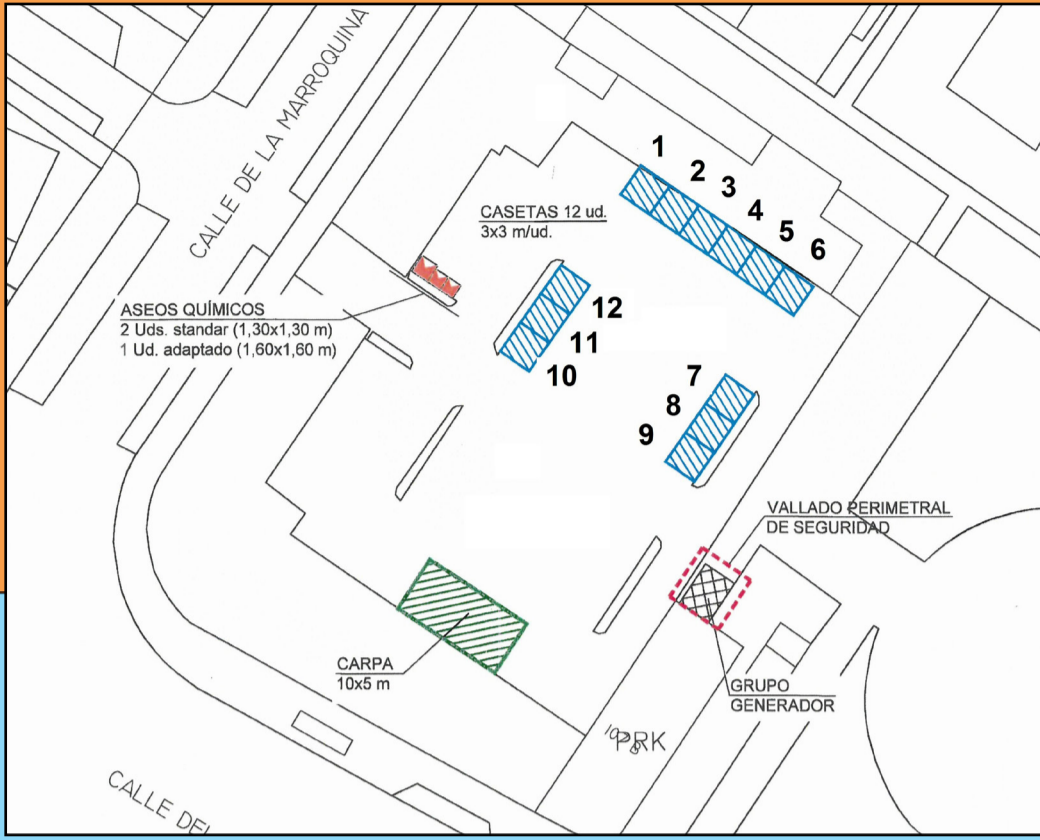 CALLE DE LA MARROQUINA
1
2
3
4
5
6
CASETAS 12 ud.
3x3 m/ud.
ASEOS QUÍMICOS
2 Uds. standar (1,30x1,30 m)
1 Ud. adaptado (1,60x1,60 m)
12
11
10
7
8
9
VALLADO PERIMETRAL
DE SEGURIDAD
CARPA
10x5 m
GRUPO
GENERADOR
PRK
CALLE DEL